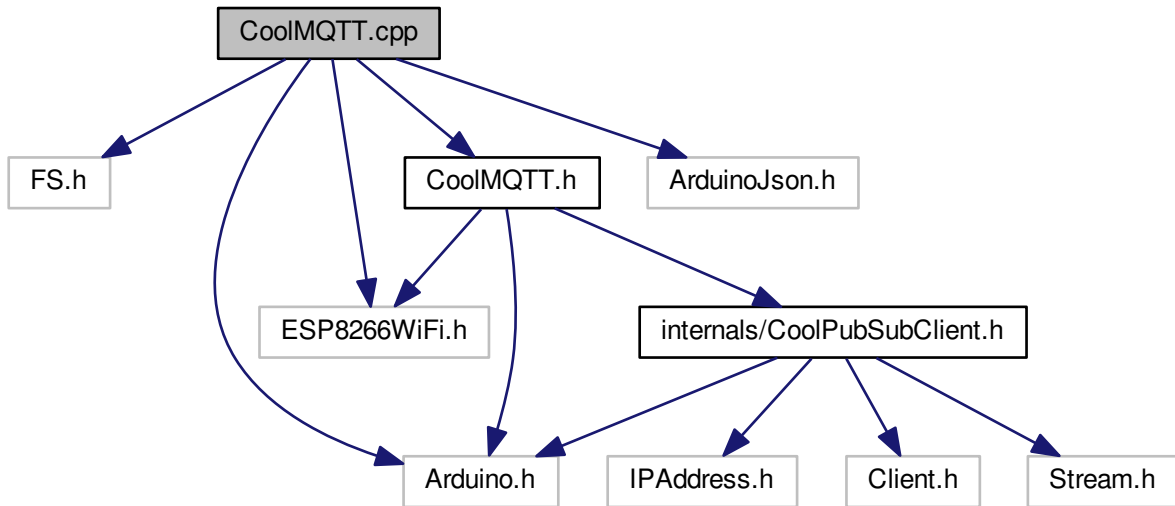 CoolMQTT.cpp
FS.h
CoolMQTT.h
ArduinoJson.h
ESP8266WiFi.h
internals/CoolPubSubClient.h
Arduino.h
IPAddress.h
Client.h
Stream.h